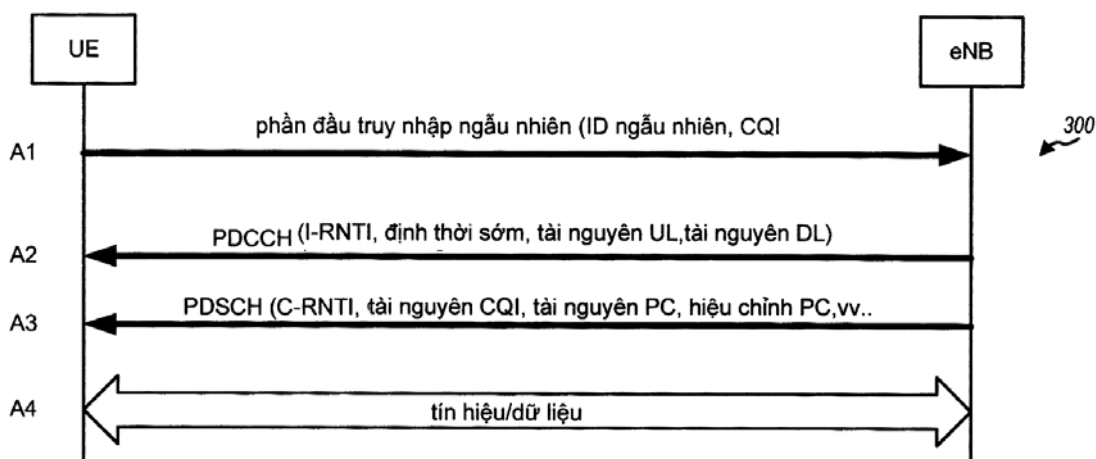 UE
eNB
phần đầu truy nhập ngẫu nhiên (ID ngẫu nhiên, CQI
300
A1
PDCCH (I-RNTI, định thời sớm, tài nguyên UL,tài nguyên DL)
A2
PDSCH (C-RNTI, tài nguyên CQI, tài nguyên PC, hiệu chỉnh PC,vv..
A3
A4
tín hiệu/dữ liệu